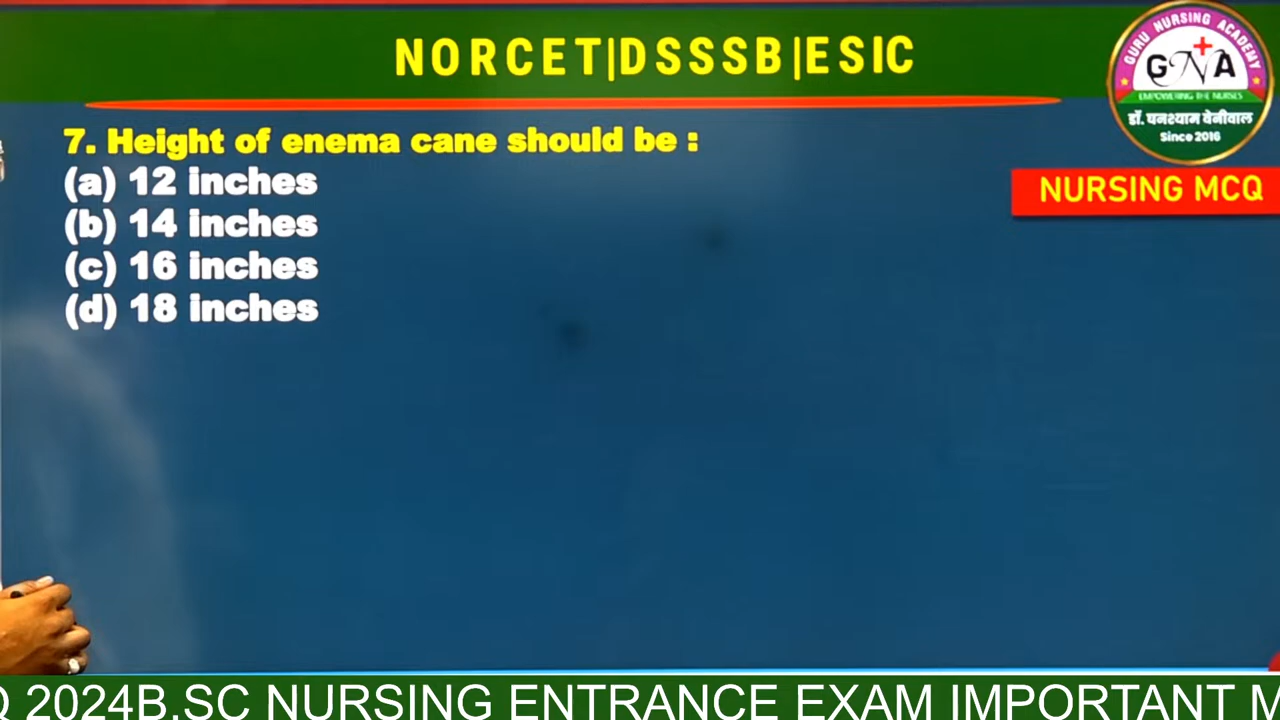 NORCET|DSSSB|ESIC
GURU NURSING ACADEMY
GNA
EMPOWERING THE NURSES
डॉ. घनश्याम बेनीवाल
Since 2016
NURSING MCQ
7. Height of enema cane should be :
(a) 12 inches
(b) 14 inches
(c) 16 inches
(d) 18 inches
Q 2024B.SC NURSING ENTRANCE EXAM IMPORTANT M